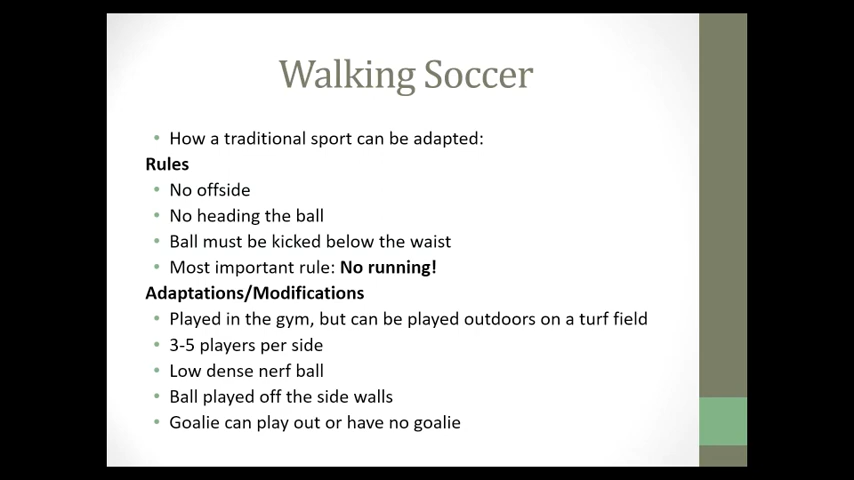 Walking Soccer
• How a traditional sport can be adapted:
Rules
• No offside
• No heading the ball
• Ball must be kicked below the waist
• Most important rule: No running!
Adaptations/Modifications
• Played in the gym, but can be played outdoors on a turf field
• 3-5 players per side
• Low dense nerf ball
• Ball played off the side walls
• Goalie can play out or have no goalie